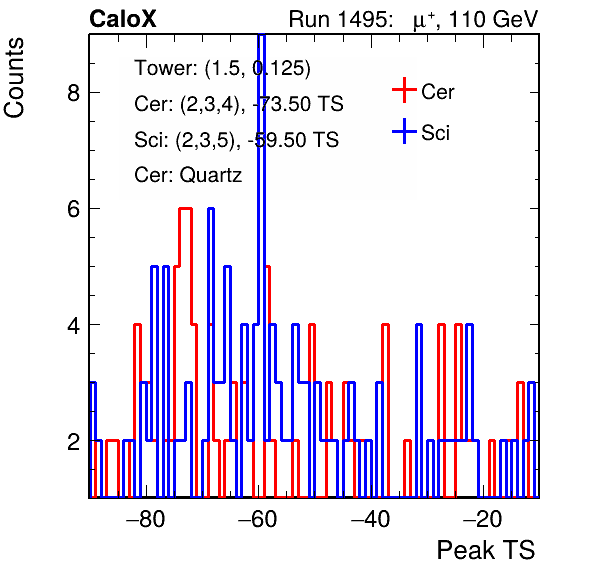 CaloX Run 1495: μ⁺, 110 GeV
Counts
Tower: (1.5, 0.125)
Cer: (2,3,4), -73.50 TS
Sci: (2,3,5), -59.50 TS
Cer: Quartz
Cer
Sci
8
6
4
2
−80 −60 −40 −20
Peak TS